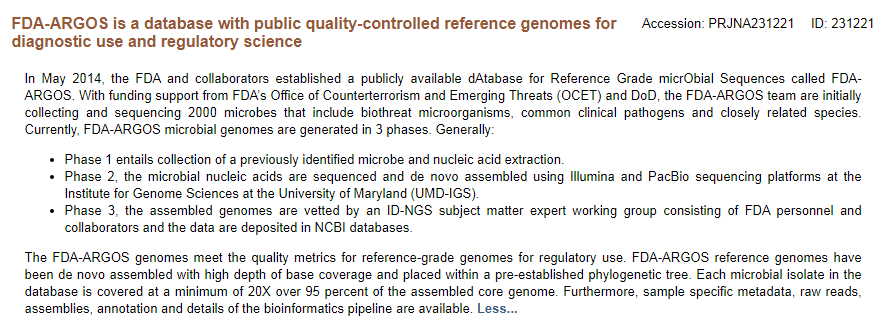 FDA-ARGOS is a database with public quality-controlled reference genomes for
diagnostic use and regulatory science
Accession: PRJNA231221 ID: 231221
In May 2014, the FDA and collaborators established a publicly available dAtabase for Reference Grade micrObial Sequences called FDA-
ARGOS. With funding support from FDA's Office of Counterterrorism and Emerging Threats (OCET) and DoD, the FDA-ARGOS team are initially
collecting and sequencing 2000 microbes that include biothreat microorganisms, common clinical pathogens and closely related species.
Currently, FDA-ARGOS microbial genomes are generated in 3 phases. Generally:
• Phase 1 entails collection of a previously identified microbe and nucleic acid extraction.
• Phase 2, the microbial nucleic acids are sequenced and de novo assembled using Illumina and PacBio sequencing platforms at the
Institute for Genome Sciences at the University of Maryland (UMD-IGS).
• Phase 3, the assembled genomes are vetted by an ID-NGS subject matter expert working group consisting of FDA personnel and
collaborators and the data are deposited in NCBI databases.
The FDA-ARGOS genomes meet the quality metrics for reference-grade genomes for regulatory use. FDA-ARGOS reference genomes have
been de novo assembled with high depth of base coverage and placed within a pre-established phylogenetic tree. Each microbial isolate in the
database is covered at a minimum of 20X over 95 percent of the assembled core genome. Furthermore, sample specific metadata, raw reads,
assemblies, annotation and details of the bioinformatics pipeline are available. Less...